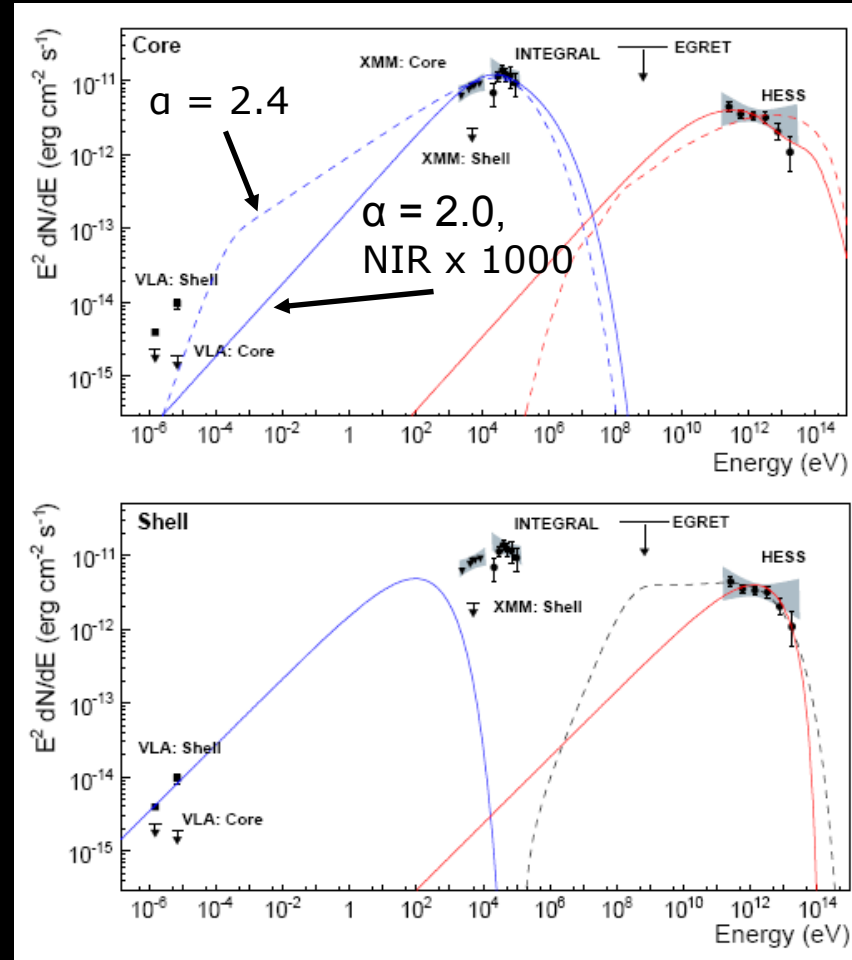 Core
XMM: Core
INTEGRAL
EGRET
HESS
α = 2.4
XMM: Shell
α = 2.0,
NIR x 1000
VLA: Shell
VLA: Core
E² dN/dE (erg cm⁻² s⁻¹)
10⁻¹¹
10⁻¹²
10⁻¹³
10⁻¹⁴
10⁻¹⁵
10⁻⁶ 10⁻⁴ 10⁻² 1 10² 10⁴ 10⁶ 10⁸ 10¹⁰ 10¹² 10¹⁴
Energy (eV)
Shell
INTEGRAL
EGRET
HESS
XMM: Shell
VLA: Shell
VLA: Core
E² dN/dE (erg cm⁻² s⁻¹)
10⁻¹¹
10⁻¹²
10⁻¹³
10⁻¹⁴
10⁻¹⁵
10⁻⁶ 10⁻⁴ 10⁻² 1 10² 10⁴ 10⁶ 10⁸ 10¹⁰ 10¹² 10¹⁴
Energy (eV)